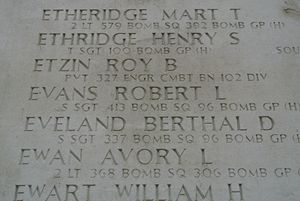 ETHERIDGE MART T
2 LT 579 BOMB SQ 392 BOMB GP (H)
ETHRIDGE HENRY S
T SGT 100 BOMB GP (H) SOU
ETZIN ROY B
PVT 327 ENGR CMBT BN 102 DIV
EVANS ROBERT L
S SGT 413 BOMB SQ 96 BOMB GP (H)
EVELAND BERTHAL D
S SGT 337 BOMB SQ 96 BOMB GP (H)
EWAN AVORY L
2 LT 368 BOMB SQ 306 BOMB GP (
EWART WILLIAM H